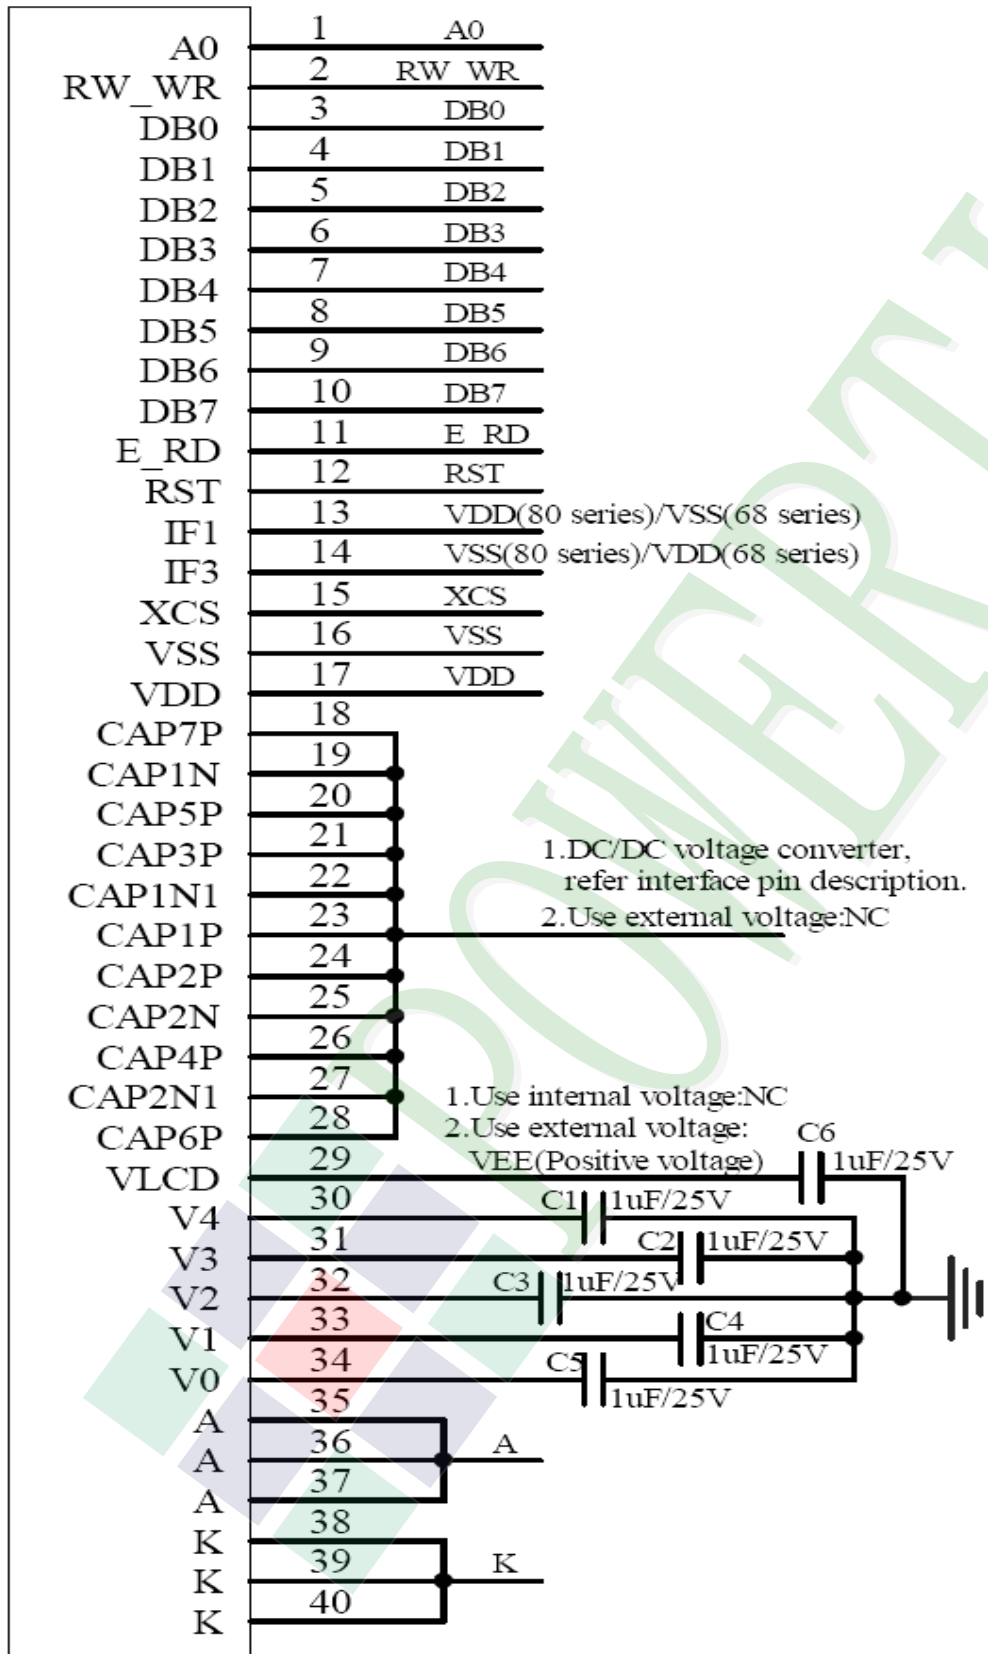 A0 1 A0
RW_WR 2 RW_WR
DB0 3 DB0
DB1 4 DB1
DB2 5 DB2
DB3 6 DB3
DB4 7 DB4
DB5 8 DB5
DB6 9 DB6
DB7 10 DB7
E_RD 11 E_RD
RST 12 RST
IF1 13 VDD(80 series)/VSS(68 series)
IF3 14 VSS(80 series)/VDD(68 series)
XCS 15 XCS
VSS 16 VSS
VDD 17 VDD
CAP7P 18
CAP1N 19
CAP5P 20
CAP3P 21
1.DC/DC voltage converter,
refer interface pin description.
CAP1N1 22
CAP1P 23
2.Use external voltage:NC
CAP2P 24
CAP2N 25
CAP4P 26
CAP2N1 27
1.Use internal voltage:NC
CAP6P 28
2.Use external voltage:
VEE(Positive voltage)
VLCD 29 C6 1uF/25V
V4 30 C1 1uF/25V
V3 31 C2 1uF/25V
V2 32 C3 1uF/25V
V1 33 C4 1uF/25V
V0 34 C5 1uF/25V
A 35
A 36 A
A 37
K 38
K 39 K
K 40
POWERT